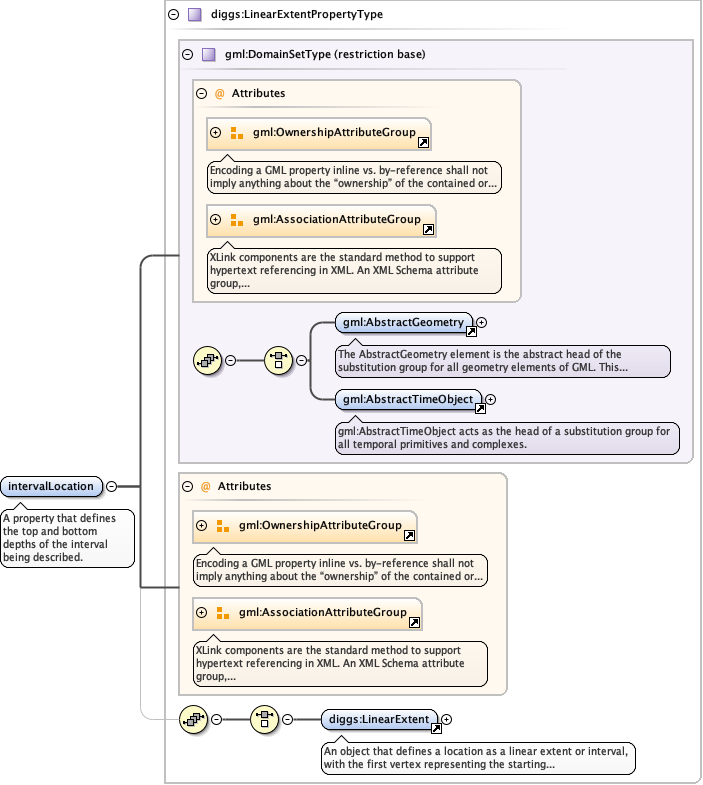 diggs:LinearExtentPropertyType
gml:DomainSetType (restriction base)
@ Attributes
gml:OwnershipAttributeGroup
Encoding a GML property inline vs. by-reference shall not
imply anything about the “ownership” of the contained or...
gml:AssociationAttributeGroup
XLink components are the standard method to support
hypertext referencing in XML. An XML Schema attribute
group,...
gml:AbstractGeometry
The AbstractGeometry element is the abstract head of the
substitution group for all geometry elements of GML. This...
gml:AbstractTimeObject
gml:AbstractTimeObject acts as the head of a substitution group for
all temporal primitives and complexes.
intervalLocation
A property that defines
the top and bottom
depths of the interval
being described.
@ Attributes
gml:OwnershipAttributeGroup
Encoding a GML property inline vs. by-reference shall not
imply anything about the “ownership” of the contained or...
gml:AssociationAttributeGroup
XLink components are the standard method to support
hypertext referencing in XML. An XML Schema attribute
group,...
diggs:LinearExtent
An object that defines a location as a linear extent or interval,
with the first vertex representing the starting...